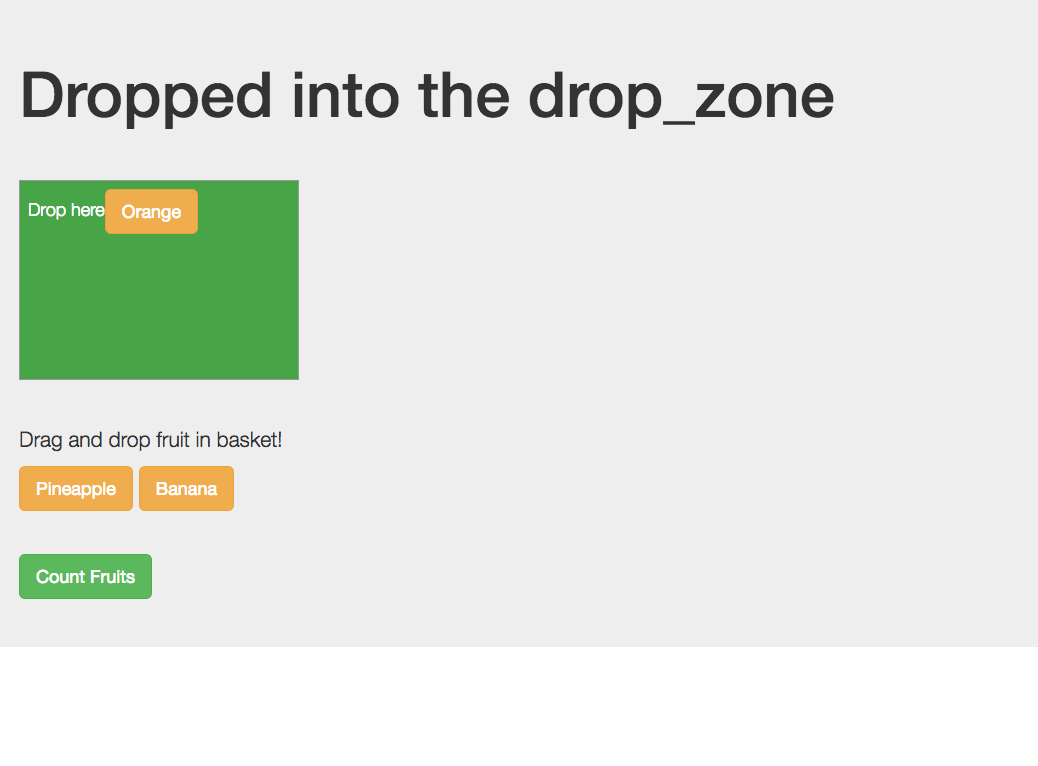 Dropped into the drop_zone
Drop here Orange
Drag and drop fruit in basket!
Pineapple Banana
Count Fruits